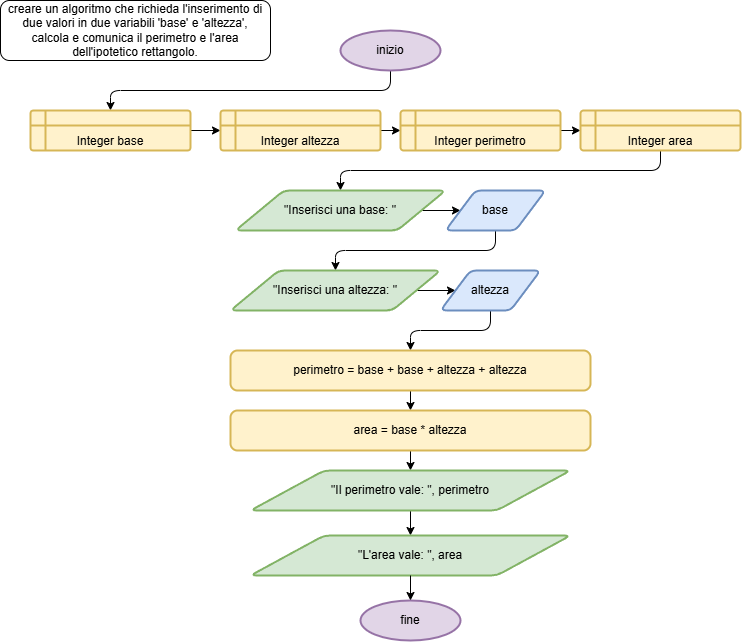 creare un algoritmo che richieda l'inserimento di
due valori in due variabili 'base' e 'altezza',
calcola e comunica il perimetro e l'area
dell'ipotetico rettangolo.
inizio
Integer base
Integer altezza
Integer perimetro
Integer area
"Inserisci una base: "
base
"Inserisci una altezza: "
altezza
perimetro = base + base + altezza + altezza
area = base * altezza
"Il perimetro vale: ", perimetro
"L'area vale: ", area
fine